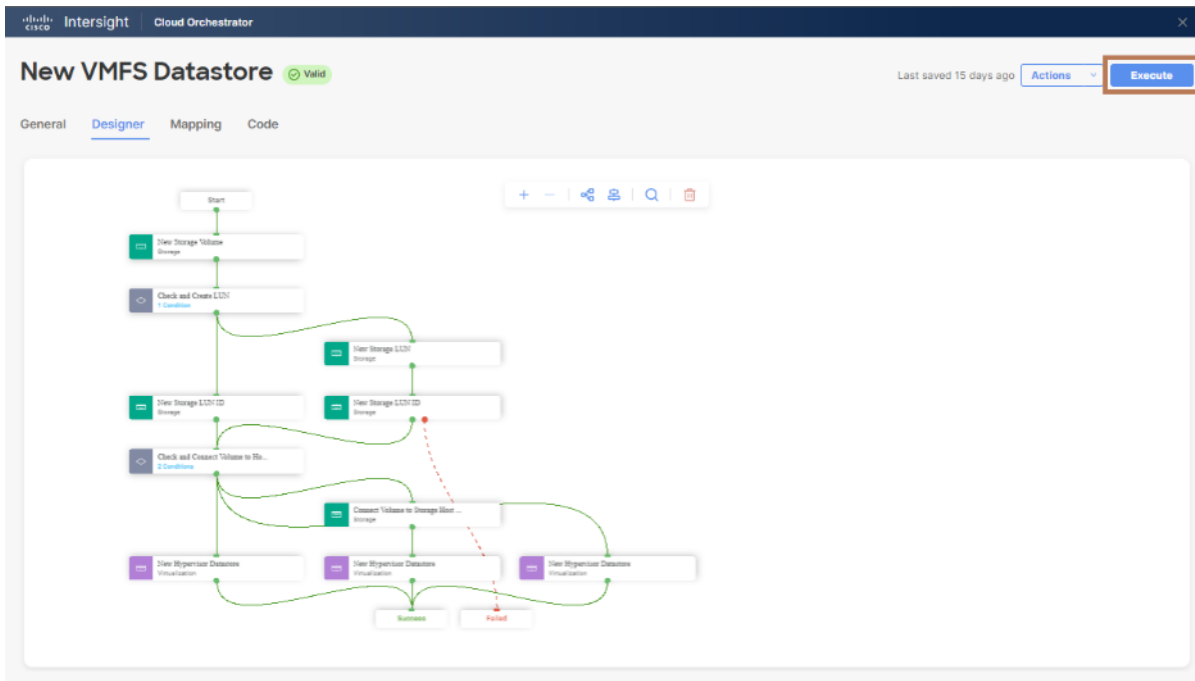 cisco Intersight Cloud Orchestrator
New VMFS Datastore Valid
Last saved 15 days ago Actions Execute
General Designer Mapping Code
Start
New Storage Volume
Storage
Check and Create LUN
1 Condition
New Storage LUN
Storage
New Storage LUN ID
Storage
New Storage LUN ID
Storage
Check and Connect Volume to Ho...
2 Conditions
Connect Volume to Storage Host ...
Storage
New Hypervisor Datastore
Virtualization
New Hypervisor Datastore
Virtualization
New Hypervisor Datastore
Virtualization
Success
Failed